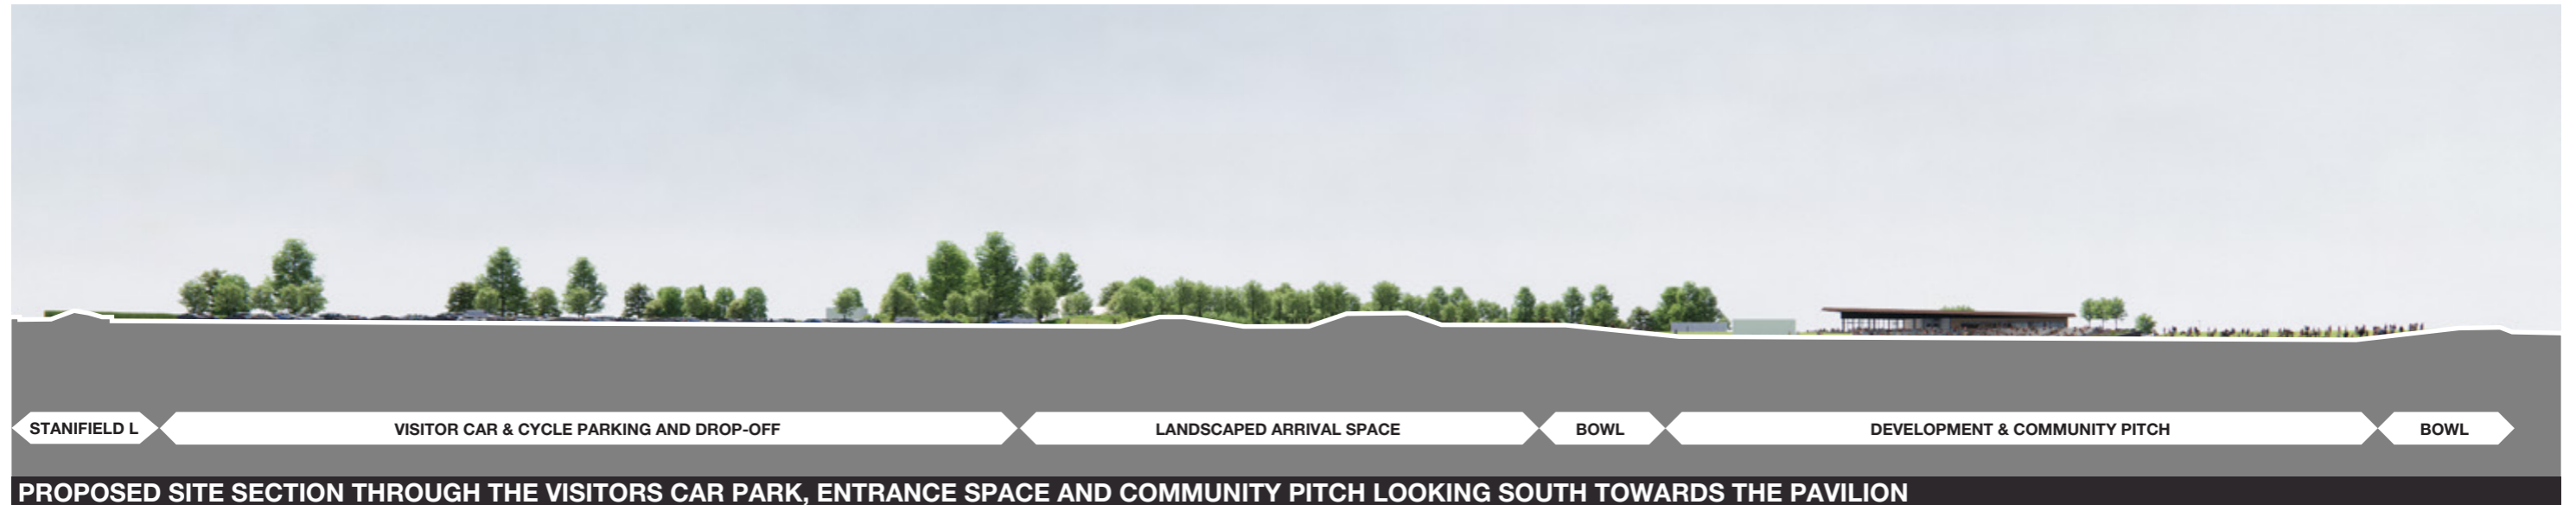 STANIFIELD L
VISITOR CAR & CYCLE PARKING AND DROP-OFF
LANDSCAPED ARRIVAL SPACE
BOWL
DEVELOPMENT & COMMUNITY PITCH
BOWL
PROPOSED SITE SECTION THROUGH THE VISITORS CAR PARK, ENTRANCE SPACE AND COMMUNITY PITCH LOOKING SOUTH TOWARDS THE PAVILION